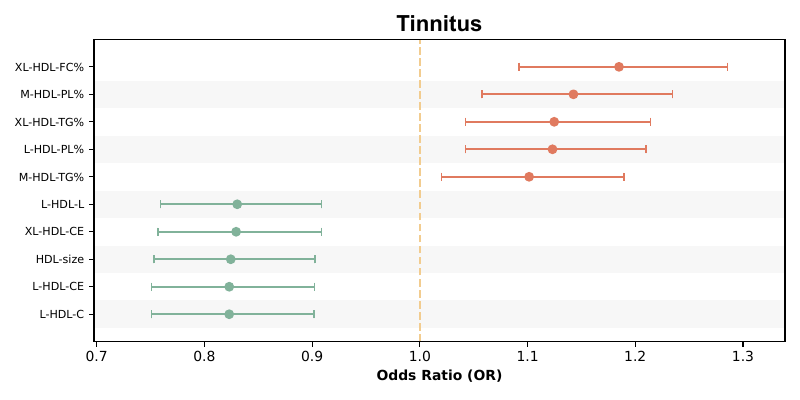 Tinnitus
XL-HDL-FC%
M-HDL-PL%
XL-HDL-TG%
L-HDL-PL%
M-HDL-TG%
L-HDL-L
XL-HDL-CE
HDL-size
L-HDL-CE
L-HDL-C
0.7 0.8 0.9 1.0 1.1 1.2 1.3
Odds Ratio (OR)